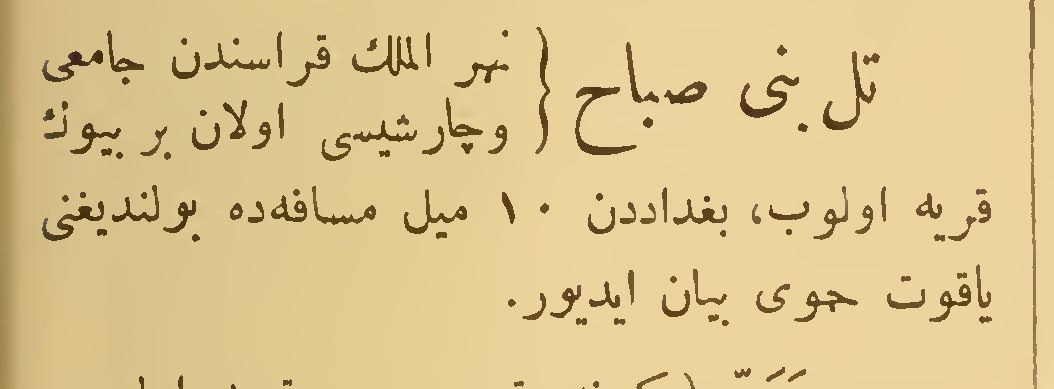 تل بنی صباح { نهر الملك قراسندن جامعی
وچارشیسی اولان بر بیوك
قریه اولوب، بغداددن ۱۰ میل مسافه‌ده بولندیغنی
یاقوت حموی بیان ایدیور.